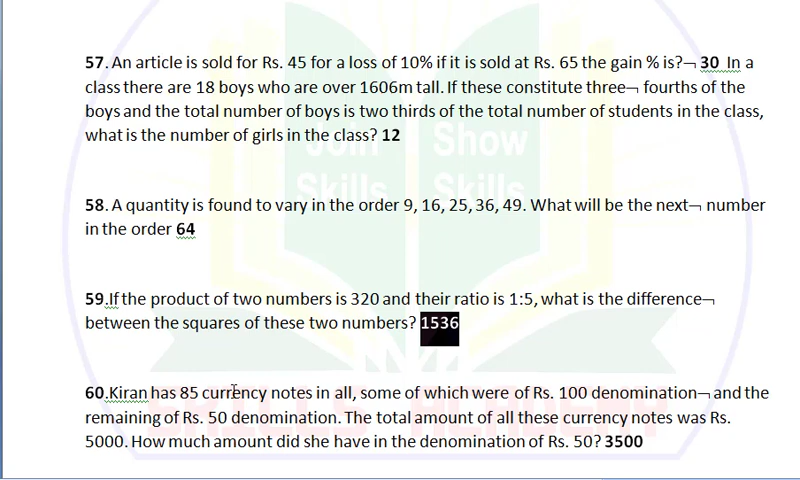 57. An article is sold for Rs. 45 for a loss of 10% if it is sold at Rs. 65 the gain % is?¬ 30 In a
class there are 18 boys who are over 1606m tall. If these constitute three¬ fourths of the
boys and the total number of boys is two thirds of the total number of students in the class,
what is the number of girls in the class? 12
Join Show
Skills Skills
58. A quantity is found to vary in the order 9, 16, 25, 36, 49. What will be the next¬ number
in the order 64
59.If the product of two numbers is 320 and their ratio is 1:5, what is the difference¬
between the squares of these two numbers? 1536
60.Kiran has 85 currency notes in all, some of which were of Rs. 100 denomination¬ and the
remaining of Rs. 50 denomination. The total amount of all these currency notes was Rs.
5000. How much amount did she have in the denomination of Rs. 50? 3500